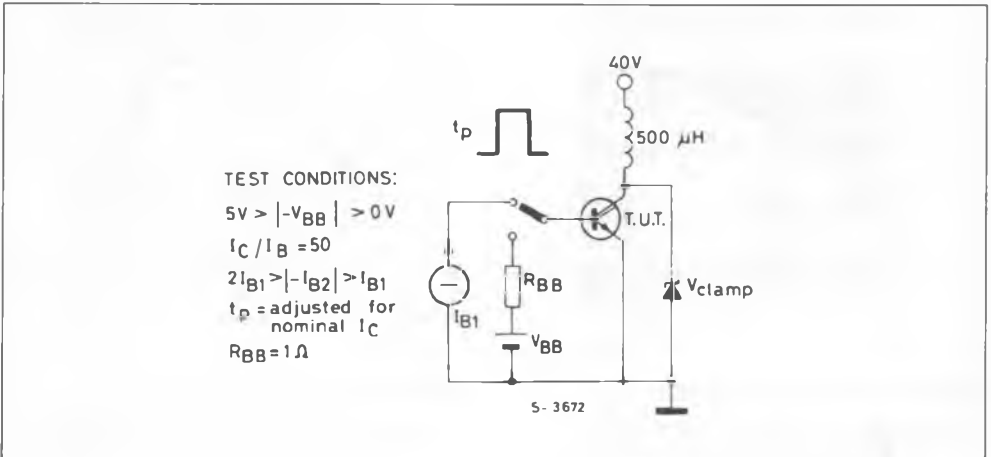 40V
tp
500 μH
TEST CONDITIONS:
5V > |-VBB| > 0V
IC/IB = 50
2IB1>|-IB2|>IB1
tp = adjusted for
nominal IC
RBB = 1Ω
T.U.T.
RBB
IB1
VBB
Vclamp
S- 3672